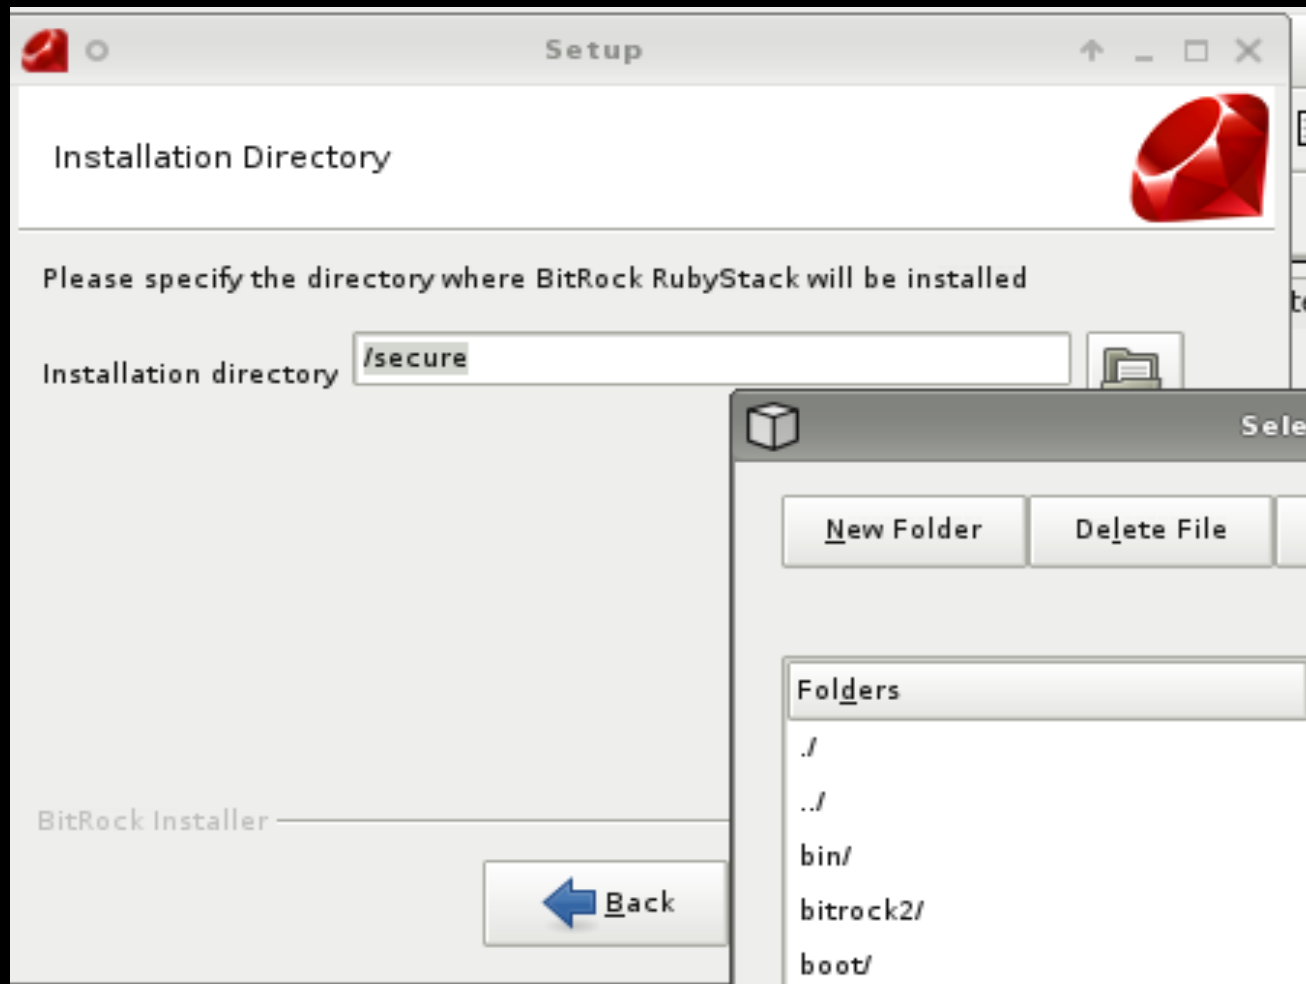 Setup
Installation Directory
Please specify the directory where BitRock RubyStack will be installed
Installation directory /secure
New Folder Delete File
Folders
./
../
bin/
bitrock2/
boot/
BitRock Installer
Back